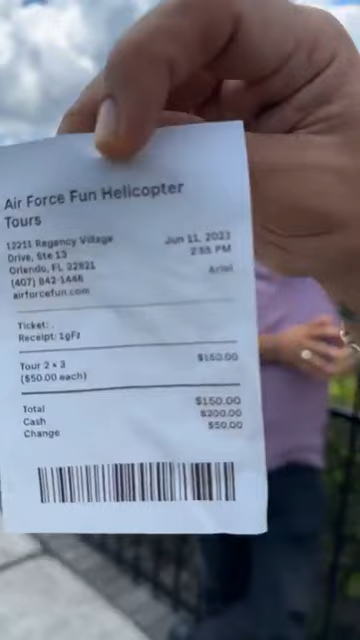 Air Force Fun Helicopter
Tours
12211 Regency Village
Drive, Ste 13
Orlando, FL 32821
(407) 842-1446
airforcefun.com
Jun 11, 2023
2:55 PM
Ariel
Ticket: .
Receipt:
Tour 2 × 3
($50.00 each)
$150.00
Total
$150.00
Cash
$200.00
Change
$50.00